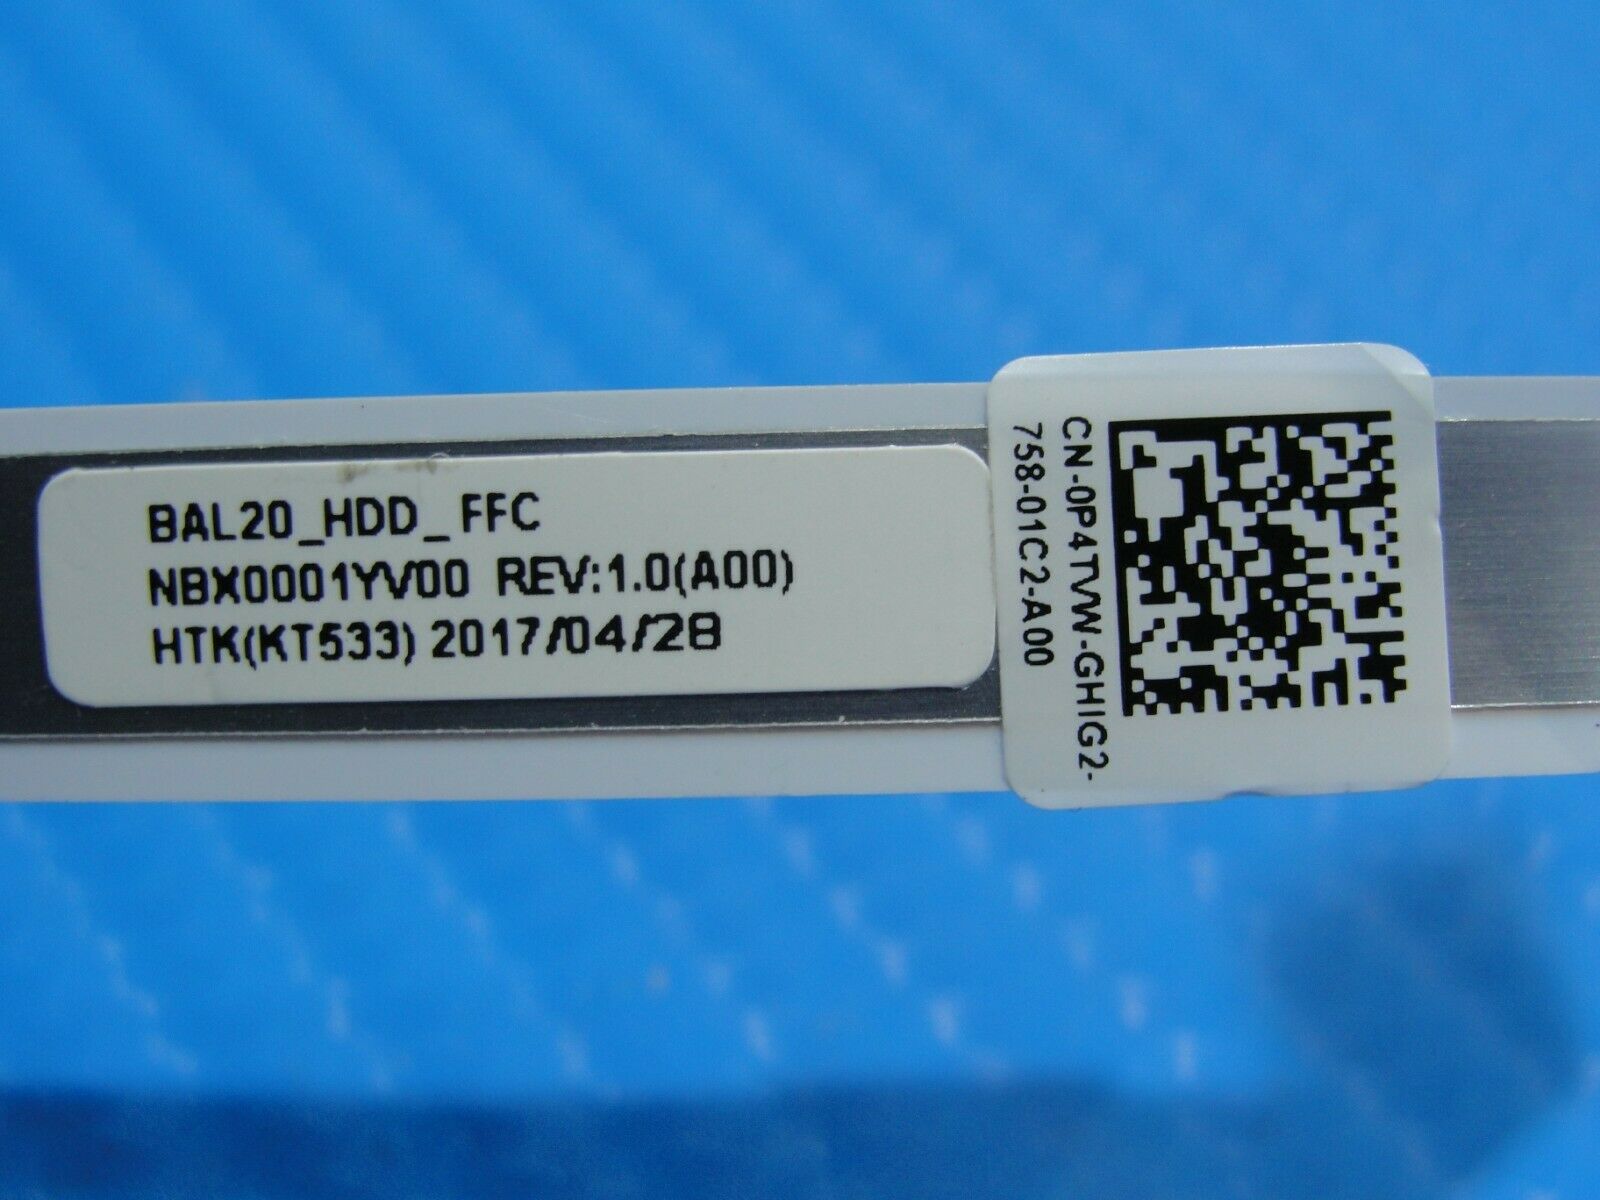 BAL20_HDD_FFC
NBX0001YV00 REV:1.0(A00)
HTK(KT533) 2017/04/28
CN-0P4TVW-GHIG2-
758-01C2-A00